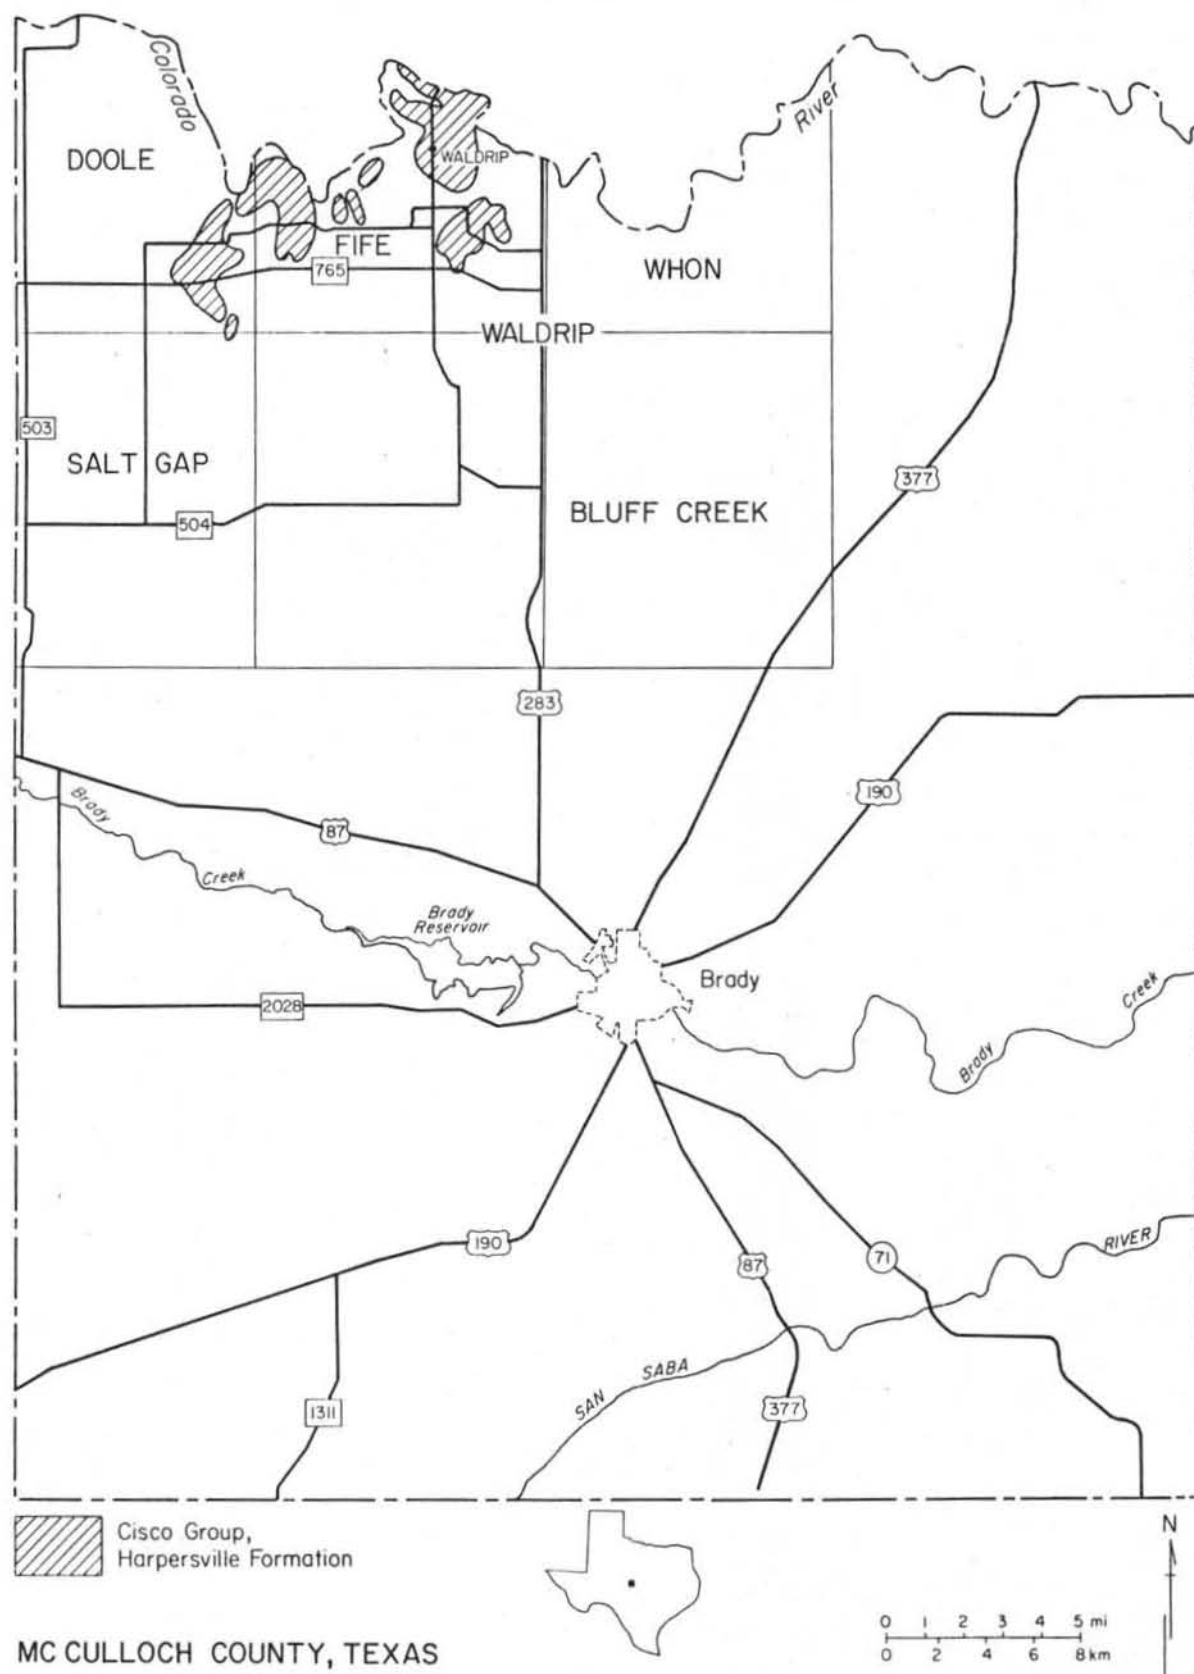 Colorado
River
DOOLE
WALDRIP
FIFE
765
WHON
WALDRIP
503
SALT GAP
377
504
BLUFF CREEK
283
190
Brady
87
Creek
Brady
Reservoir
Brady
2028
Creek
Brady
190
RIVER
87
71
SABA
SAN
377
1311
Cisco Group,
Harpersville Formation
N
0 1 2 3 4 5 mi
0 2 4 6 8 km
MC CULLOCH COUNTY, TEXAS